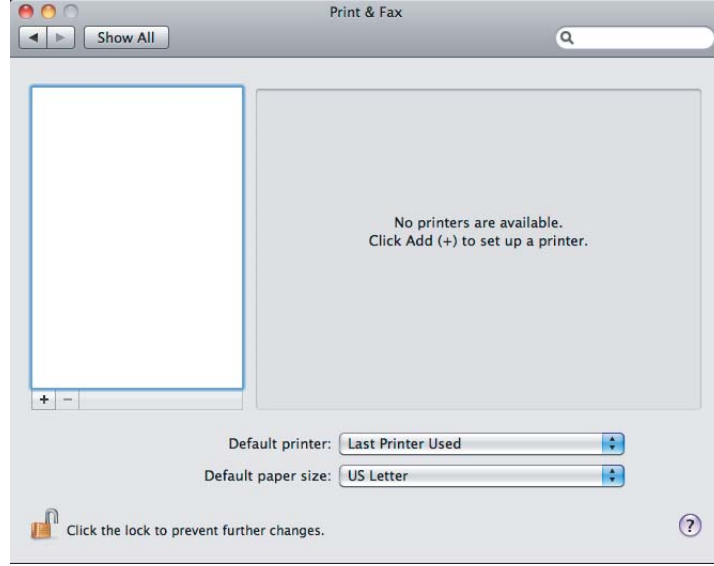 Print & Fax
Show All
No printers are available.
Click Add (+) to set up a printer.
+ −
Default printer: Last Printer Used
Default paper size: US Letter
Click the lock to prevent further changes.
?